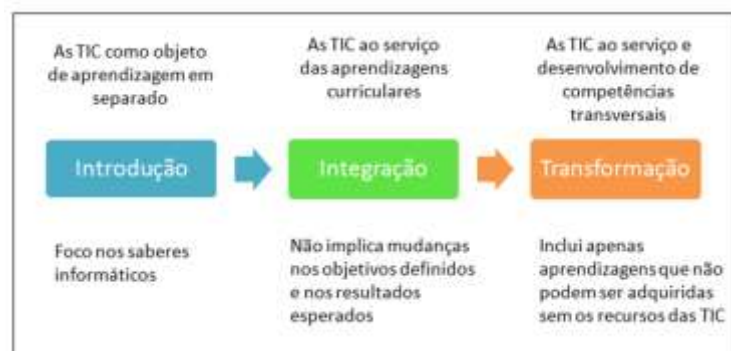 As TIC como objeto
de aprendizagem em
separado
As TIC ao serviço
das aprendizagens
curriculares
As TIC ao serviço e
desenvolvimento de
competências
transversais
Introdução
Integração
Transformação
Foco nos saberes
informáticos
Não implica mudanças
nos objetivos definidos
e nos resultados
esperados
Inclui apenas
aprendizagens que não
podem ser adquiridas
sem os recursos das TIC